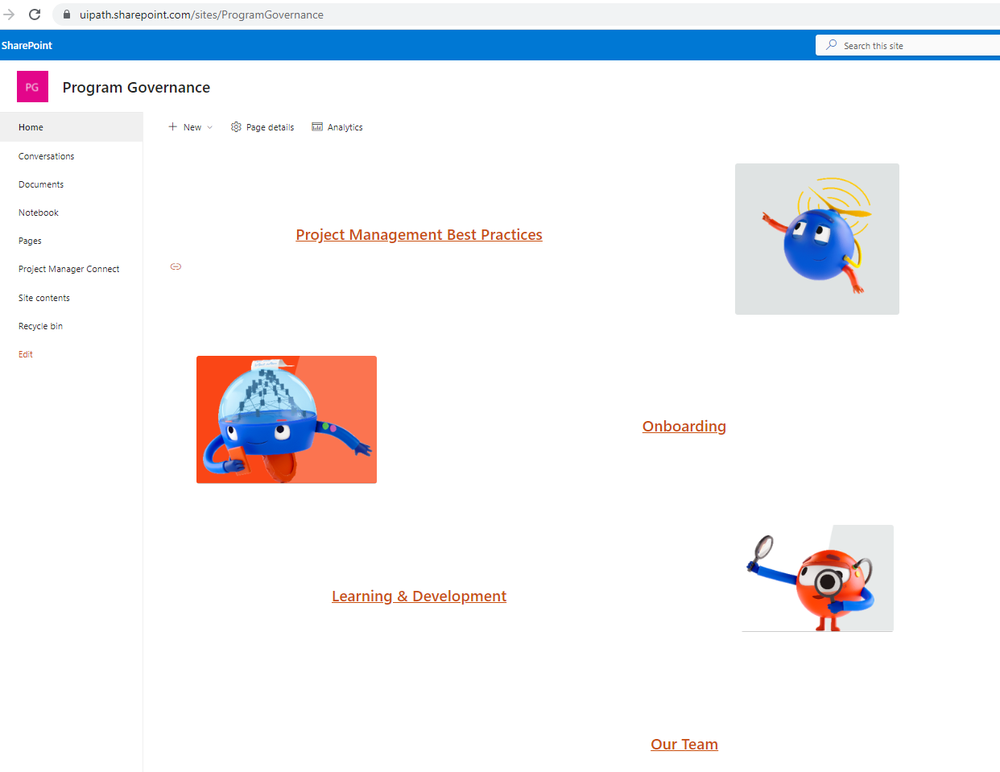 uipath.sharepoint.com/sites/ProgramGovernance
SharePoint
Search this site
PG
Program Governance
Home
New
Page details
Analytics
Conversations
Documents
Notebook
Pages
Project Manager Connect
Site contents
Recycle bin
Edit
Project Management Best Practices
Onboarding
Learning & Development
Our Team